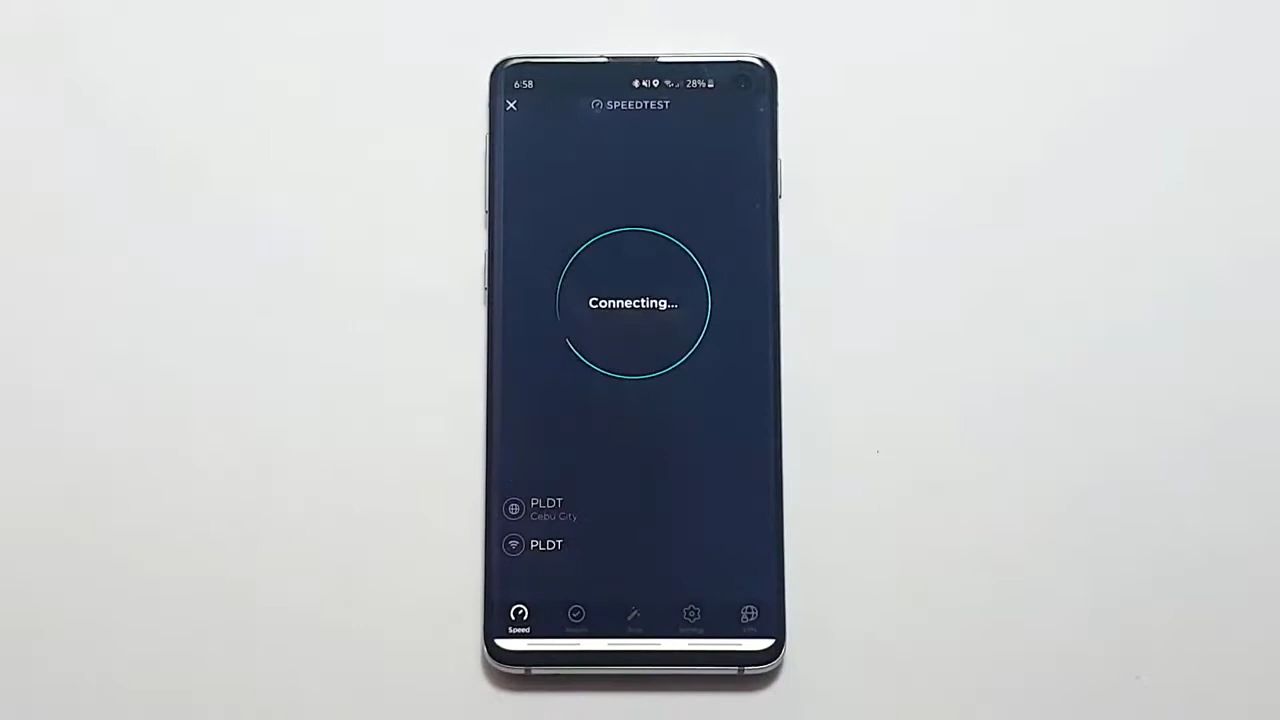 6:58
28%
SPEEDTEST
Connecting...
PLDT
Cebu City
PLDT
Speed